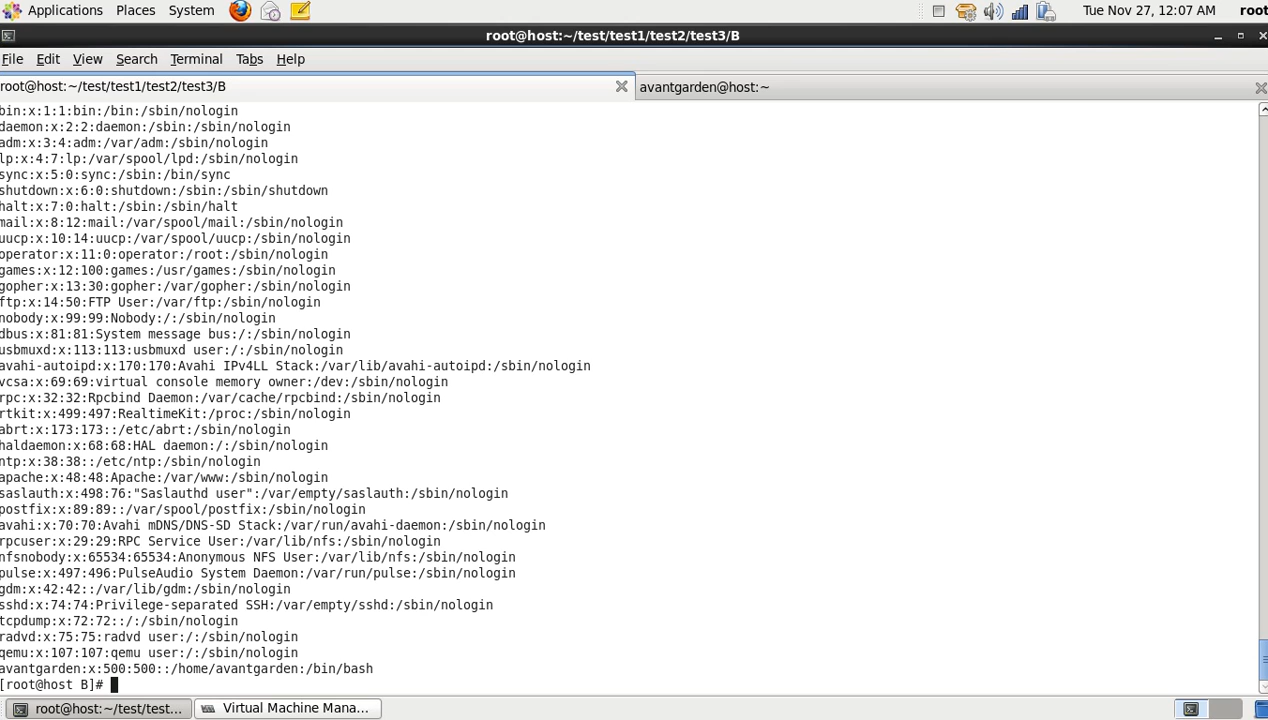 Applications Places System Tue Nov 27, 12:07 AM root
root@host:~/test/test1/test2/test3/B
File Edit View Search Terminal Tabs Help
root@host:~/test/test1/test2/test3/B avantgarden@host:~
bin:x:1:1:bin:/bin:/sbin/nologin
daemon:x:2:2:daemon:/sbin:/sbin/nologin
adm:x:3:4:adm:/var/adm:/sbin/nologin
lp:x:4:7:lp:/var/spool/lpd:/sbin/nologin
sync:x:5:0:sync:/sbin:/bin/sync
shutdown:x:6:0:shutdown:/sbin:/sbin/shutdown
halt:x:7:0:halt:/sbin:/sbin/halt
mail:x:8:12:mail:/var/spool/mail:/sbin/nologin
uucp:x:10:14:uucp:/var/spool/uucp:/sbin/nologin
operator:x:11:0:operator:/root:/sbin/nologin
games:x:12:100:games:/usr/games:/sbin/nologin
gopher:x:13:30:gopher:/var/gopher:/sbin/nologin
ftp:x:14:50:FTP User:/var/ftp:/sbin/nologin
nobody:x:99:99:Nobody:/:/sbin/nologin
dbus:x:81:81:System message bus:/:/sbin/nologin
usbmuxd:x:113:113:usbmuxd user:/:/sbin/nologin
avahi-autoipd:x:170:170:Avahi IPv4LL Stack:/var/lib/avahi-autoipd:/sbin/nologin
vcsa:x:69:69:virtual console memory owner:/dev:/sbin/nologin
rpc:x:32:32:Rpcbind Daemon:/var/cache/rpcbind:/sbin/nologin
rtkit:x:499:497:RealtimeKit:/proc:/sbin/nologin
abrt:x:173:173::/etc/abrt:/sbin/nologin
haldaemon:x:68:68:HAL daemon:/:/sbin/nologin
ntp:x:38:38::/etc/ntp:/sbin/nologin
apache:x:48:48:Apache:/var/www:/sbin/nologin
saslauth:x:498:76:"Saslauthd user":/var/empty/saslauth:/sbin/nologin
postfix:x:89:89::/var/spool/postfix:/sbin/nologin
avahi:x:70:70:Avahi mDNS/DNS-SD Stack:/var/run/avahi-daemon:/sbin/nologin
rpcuser:x:29:29:RPC Service User:/var/lib/nfs:/sbin/nologin
nfsnobody:x:65534:65534:Anonymous NFS User:/var/lib/nfs:/sbin/nologin
pulse:x:497:496:PulseAudio System Daemon:/var/run/pulse:/sbin/nologin
gdm:x:42:42::/var/lib/gdm:/sbin/nologin
sshd:x:74:74:Privilege-separated SSH:/var/empty/sshd:/sbin/nologin
tcpdump:x:72:72::/:/sbin/nologin
radvd:x:75:75:radvd user:/:/sbin/nologin
qemu:x:107:107:qemu user:/:/sbin/nologin
avantgarden:x:500:500::/home/avantgarden:/bin/bash
[root@host B]#
root@host:~/test/test... Virtual Machine Mana...